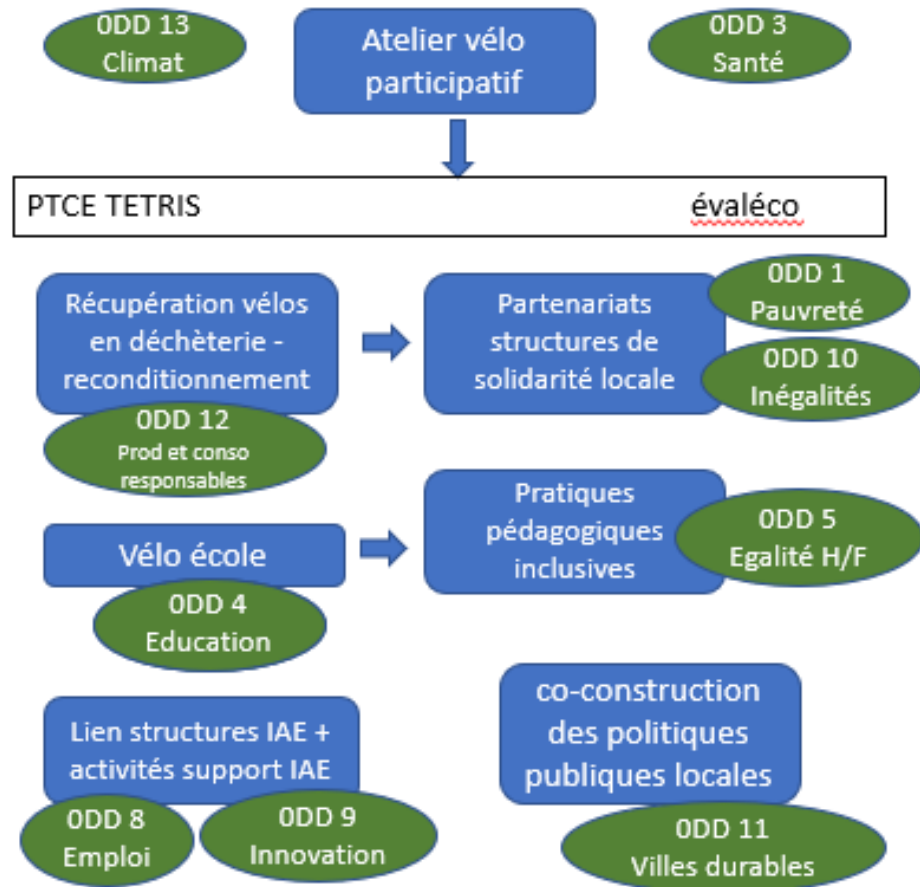 0DD 13
Climat
Atelier vélo
participatif
0DD 3
Santé
PTCE TETRIS
évaléco
Récupération vélos
en déchèterie -
reconditionnement
0DD 12
Prod et conso
responsables
Partenariats
structures de
solidarité locale
0DD 1
Pauvreté
0DD 10
Inégalités
Vélo école
0DD 4
Education
Pratiques
pédagogiques
inclusives
0DD 5
Egalité H/F
Lien structures IAE +
activités support IAE
0DD 8
Emploi
0DD 9
Innovation
co-construction
des politiques
publiques locales
0DD 11
Villes durables